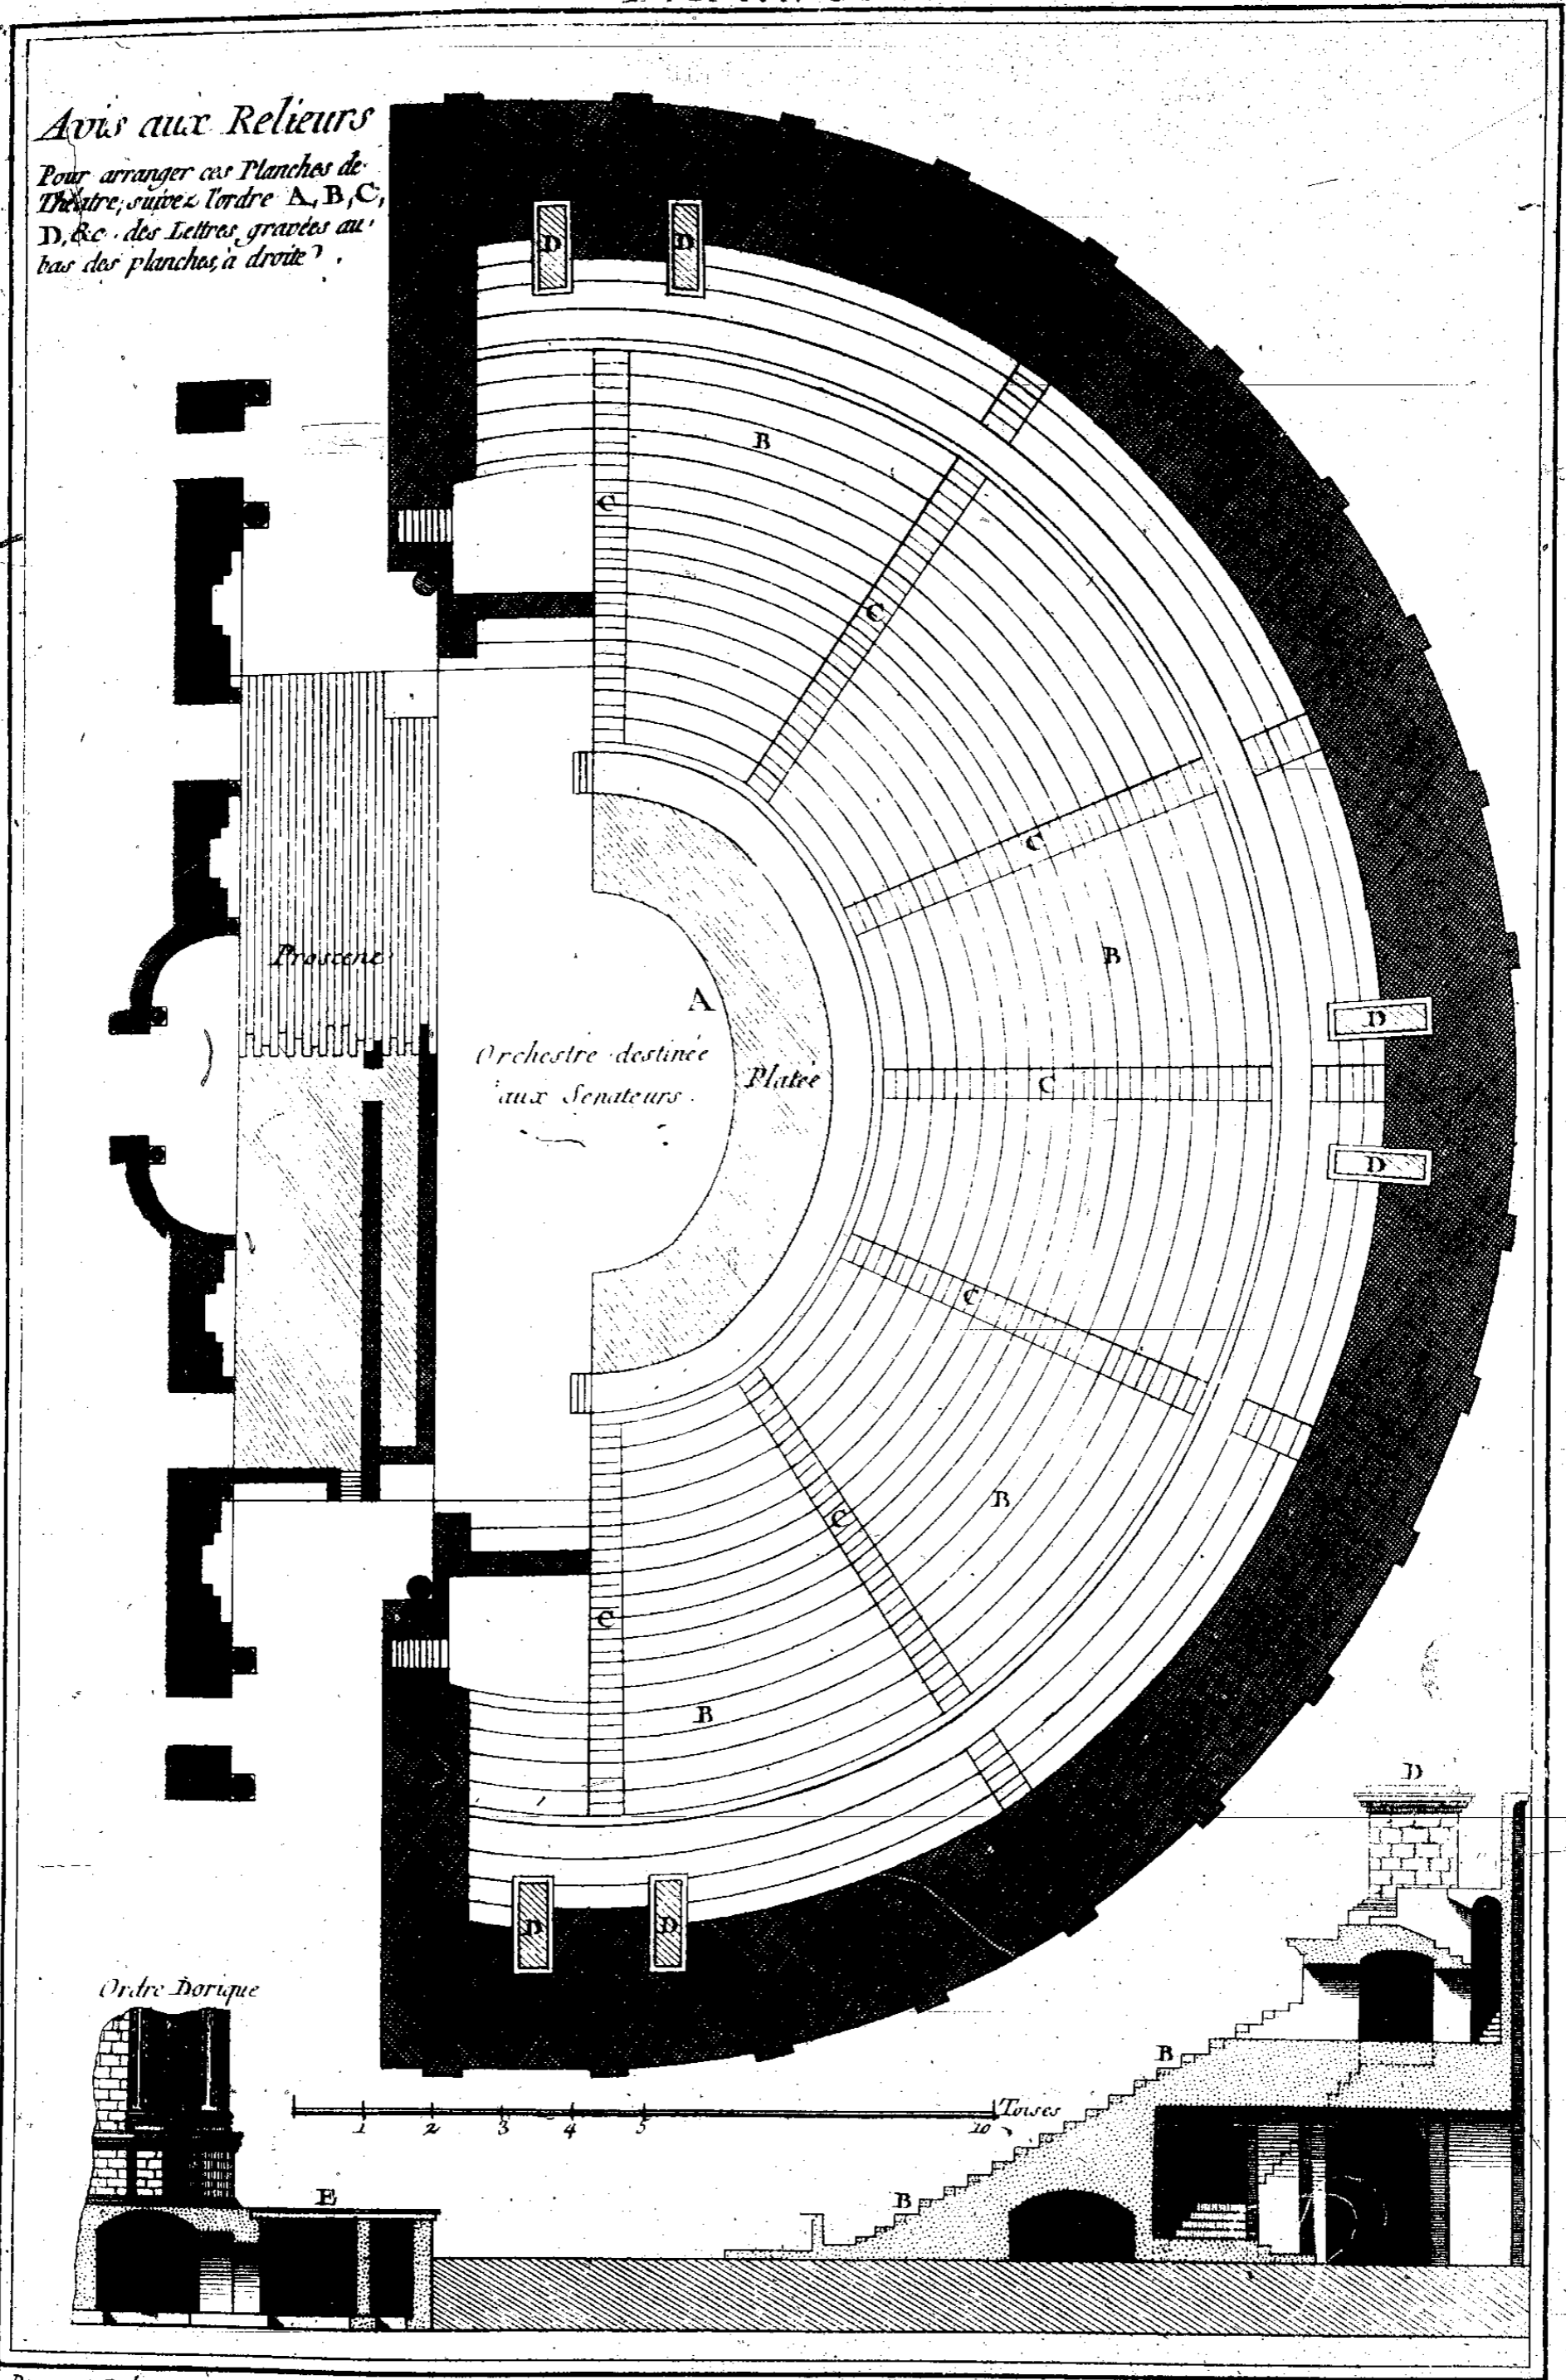 Avis aux Relieurs
Pour arranger ces Planches de
Théatre, suivez l'ordre A, B, C,
D, &c. des Lettres gravées au
bas des planches, à droite.
D
D
B
C
C
C
Proscene
B
A
D
Orchestre destinée
aux Senateurs.
Platée
C
D
C
B
C
C
B
D
D
D
Ordre Dorique
B
Toises
1
2
3
4
5
10
E
B